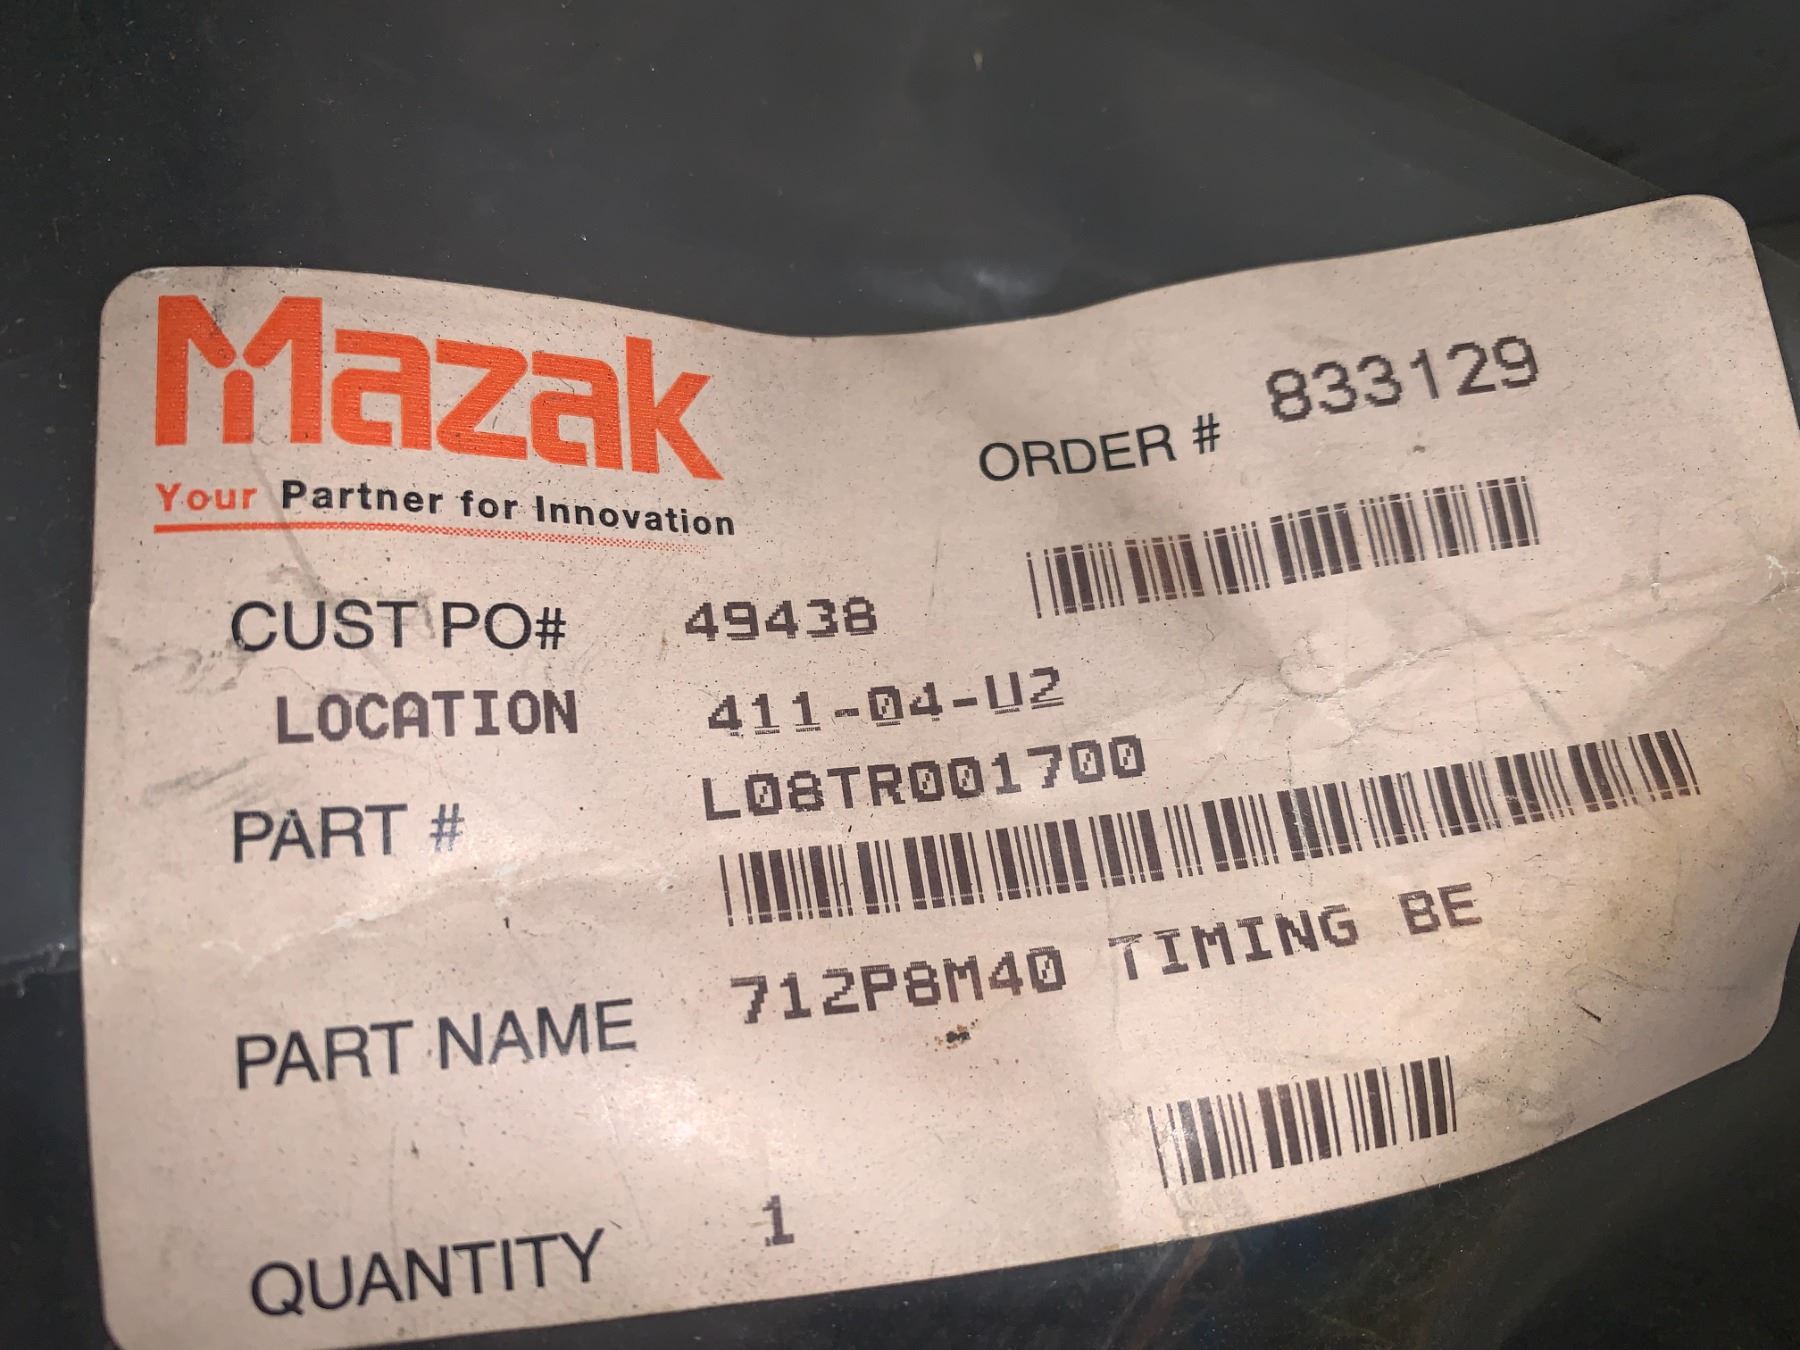 Mazak
Your Partner for Innovation
ORDER # 833129
CUST PO# 49438
LOCATION 411-04-U2
PART # L08TR001700
PART NAME 712P8M40 TIMING BE
QUANTITY 1